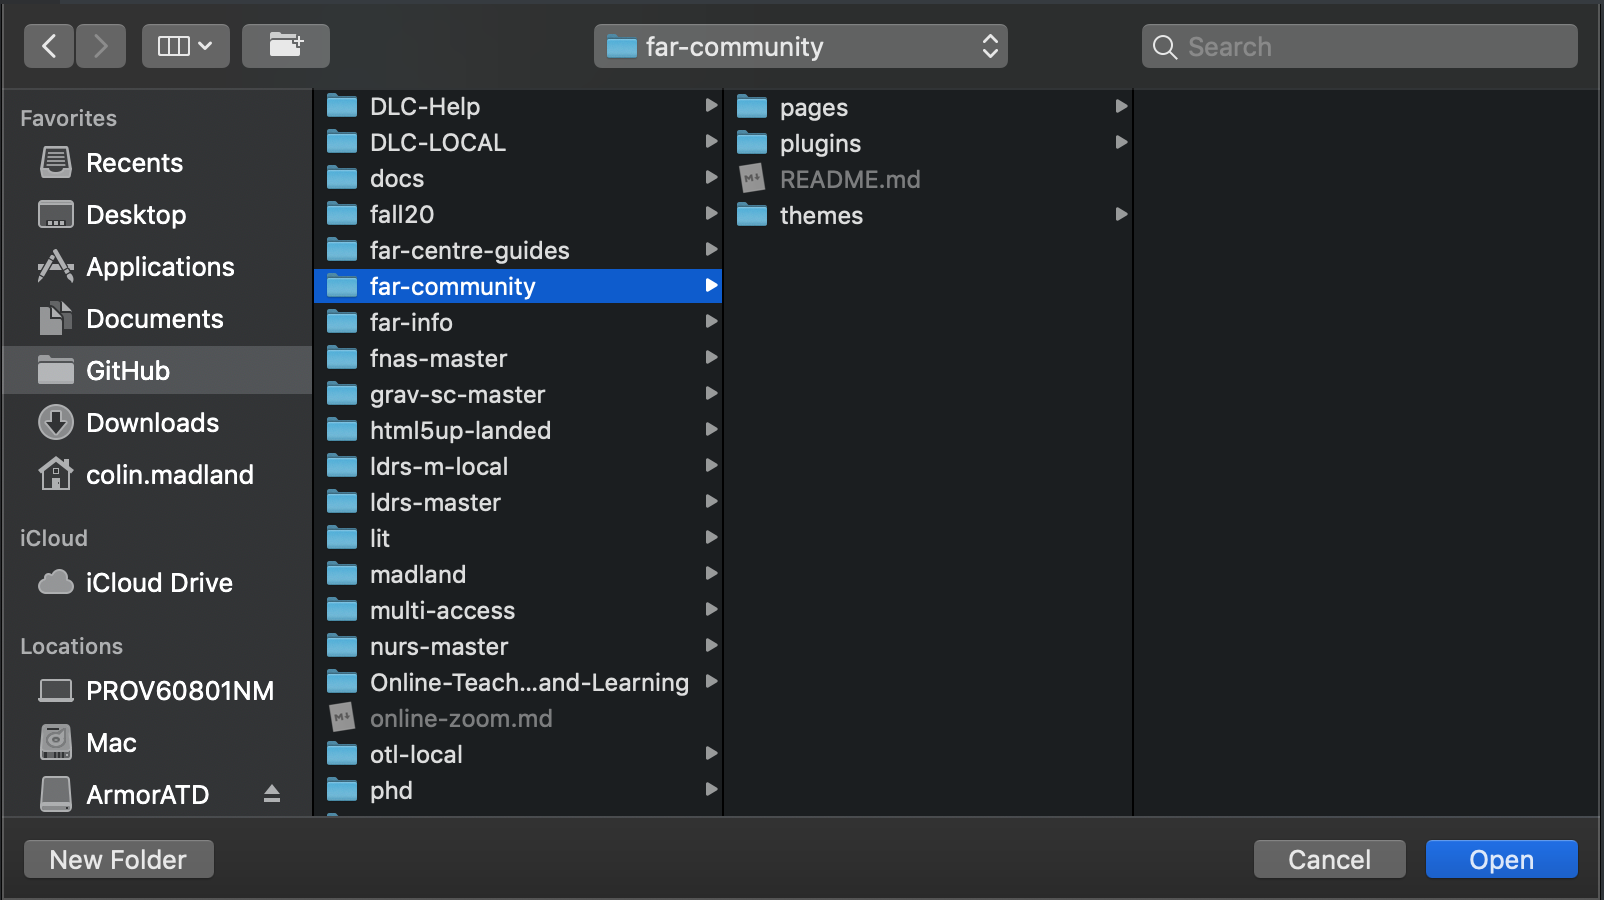 far-community
Search
Favorites
Recents
Desktop
Applications
Documents
GitHub
Downloads
colin.madland
iCloud
iCloud Drive
Locations
PROV60801NM
Mac
ArmorATD
DLC-Help
DLC-LOCAL
docs
fall20
far-centre-guides
far-community
far-info
fnas-master
grav-sc-master
html5up-landed
ldrs-m-local
ldrs-master
lit
madland
multi-access
nurs-master
Online-Teach...and-Learning
M↓ online-zoom.md
otl-local
phd
pages
plugins
M↓ README.md
themes
New Folder
Cancel
Open